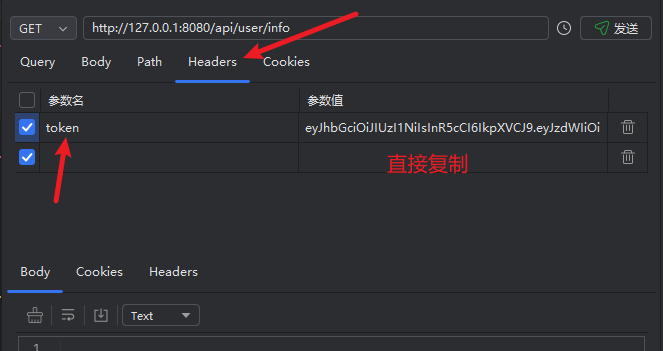 GET http://127.0.0.1:8080/api/user/info 发送
Query Body Path Headers Cookies
参数名 参数值
token eyJhbGciOiJIUzI1NiIsInR5cCI6IkpXVCJ9.eyJzdWIiOi
直接复制
Body Cookies Headers
Text
1